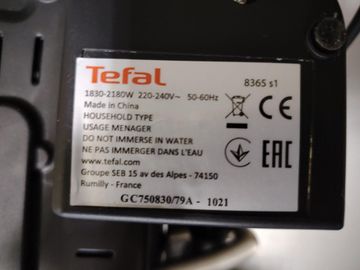 Tefal
8365 s1
1830-2180W 220-240V~ 50-60Hz
Made in China
HOUSEHOLD TYPE
USAGE MENAGER
DO NOT IMMERSE IN WATER
NE PAS IMMERGER DANS L'EAU
www.tefal.com
Groupe SEB 15 av des Alpes - 74150
Rumilly - France
CE
EAC
GC750830/79A - 1021